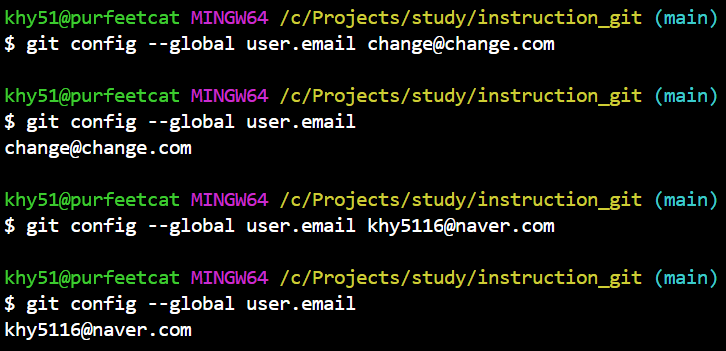 khy51@purfeetcat MINGW64 /c/Projects/study/instruction_git (main)
$ git config --global user.email change@change.com
khy51@purfeetcat MINGW64 /c/Projects/study/instruction_git (main)
$ git config --global user.email
change@change.com
khy51@purfeetcat MINGW64 /c/Projects/study/instruction_git (main)
$ git config --global user.email khy5116@naver.com
khy51@purfeetcat MINGW64 /c/Projects/study/instruction_git (main)
$ git config --global user.email
khy5116@naver.com